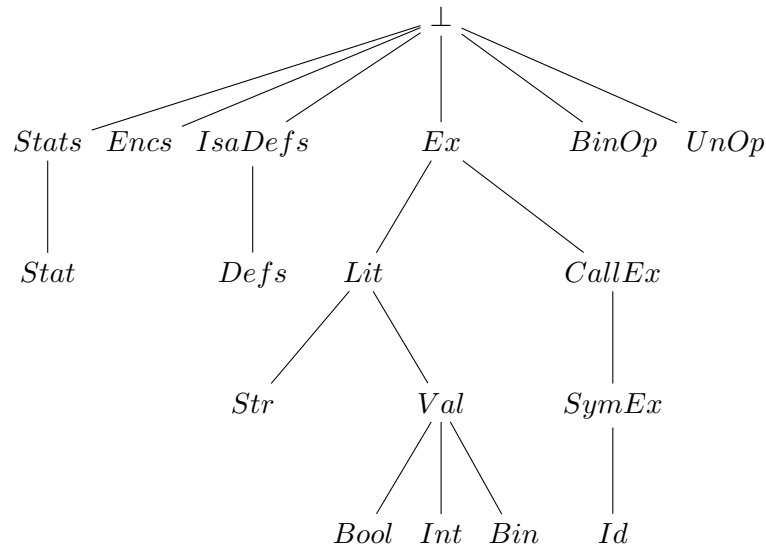 ⊥
Stats Encs IsaDefs Ex BinOp UnOp
Stat Defs Lit CallEx
Str Val SymEx
Bool Int Bin Id